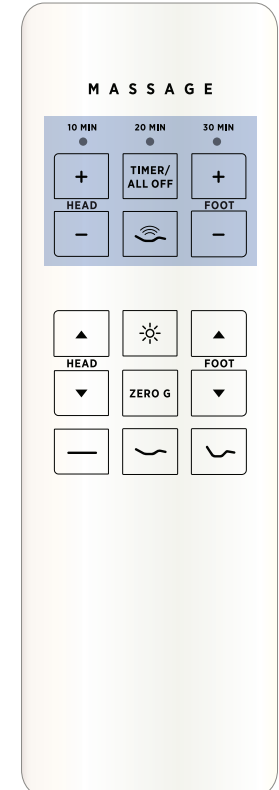 MASSAGE
10 MIN 20 MIN 30 MIN
+ TIMER/ +
ALL OFF
HEAD FOOT
- -
HEAD FOOT
ZERO G